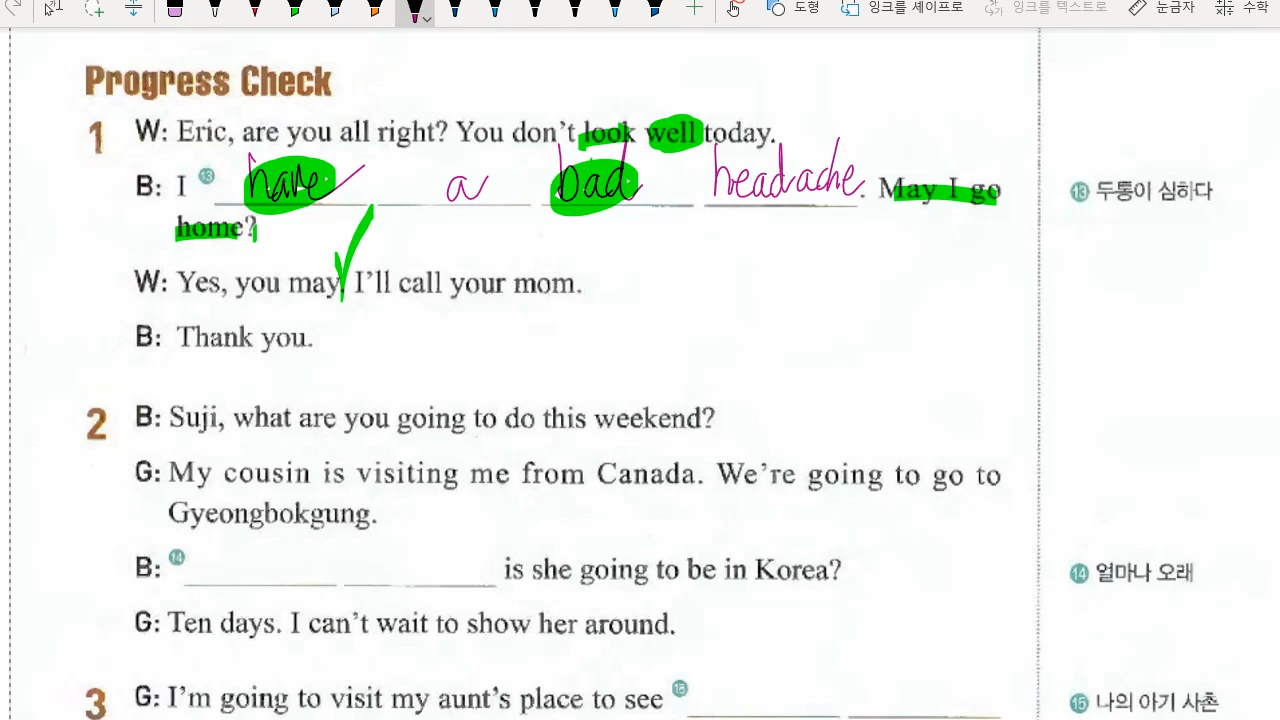 도형 잉크를 셰이프로 잉크를 텍스트로 눈금자 수학
Progress Check
1 W: Eric, are you all right? You don't look well today.
B: I ⑬ have a bad headache. May I go
home?
⑬ 두통이 심하다
W: Yes, you may. I'll call your mom.
B: Thank you.
2 B: Suji, what are you going to do this weekend?
G: My cousin is visiting me from Canada. We're going to go to
Gyeongbokgung.
B: ⑭ is she going to be in Korea?
⑭ 얼마나 오래
G: Ten days. I can't wait to show her around.
3 G: I'm going to visit my aunt's place to see ⑮
⑮ 나의 아기 사촌